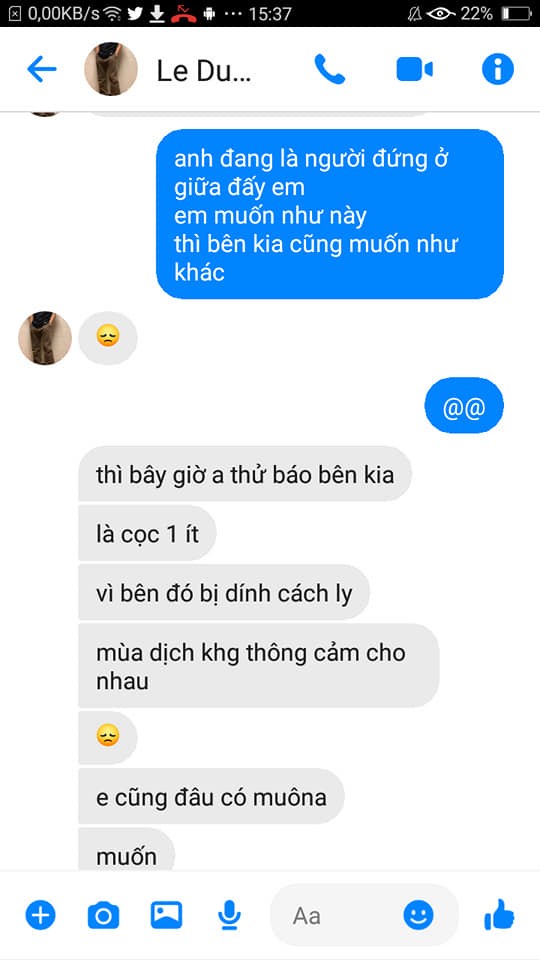 0,00KB/s ... 15:37 22%
Le Du...
anh đang là người đứng ở
giữa đấy em
em muốn như này
thì bên kia cũng muốn như
khác
@@
thì bây giờ a thử báo bên kia
là cọc 1 ít
vì bên đó bị dính cách ly
mùa dịch khg thông cảm cho
nhau
e cũng đâu có muôna
muốn
Aa